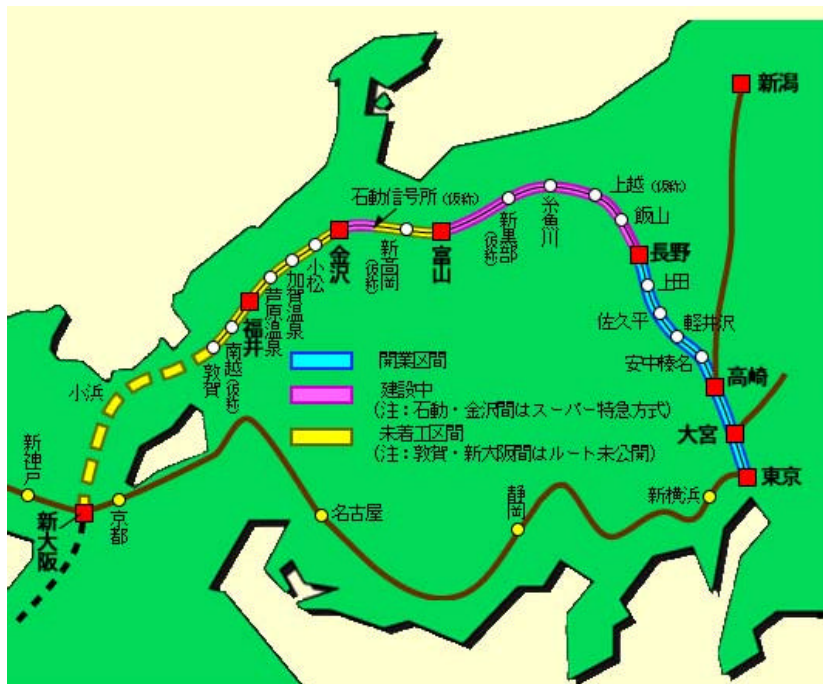 新潟
石動信号所(仮称)
上越(仮称)
飯山
糸魚川
新黒部(仮称)
富山
新高岡(仮称)
金沢
小松
加賀温泉
芦原温泉
福井
南越(仮称)
敦賀
小浜
長野
上田
佐久平
軽井沢
安中榛名
高崎
大宮
東京
開業区間
建設中
(注:石動・金沢間はスーパー特急方式)
未着工区間
(注:敦賀・新大阪間はルート未公開)
新神戸
新大阪
京都
名古屋
静岡
新横浜